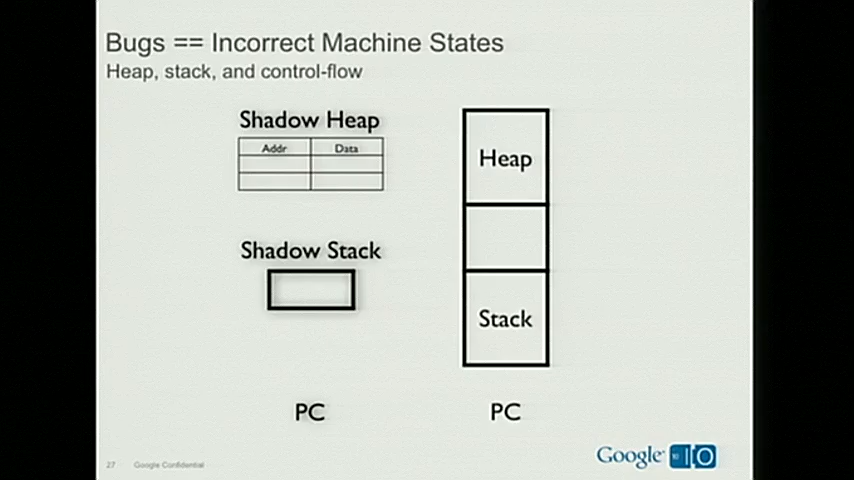 Bugs == Incorrect Machine States
Heap, stack, and control-flow
Shadow Heap
Addr Data
Heap
Shadow Stack
Stack
PC PC
27 Google Confidential
Google 10 IO